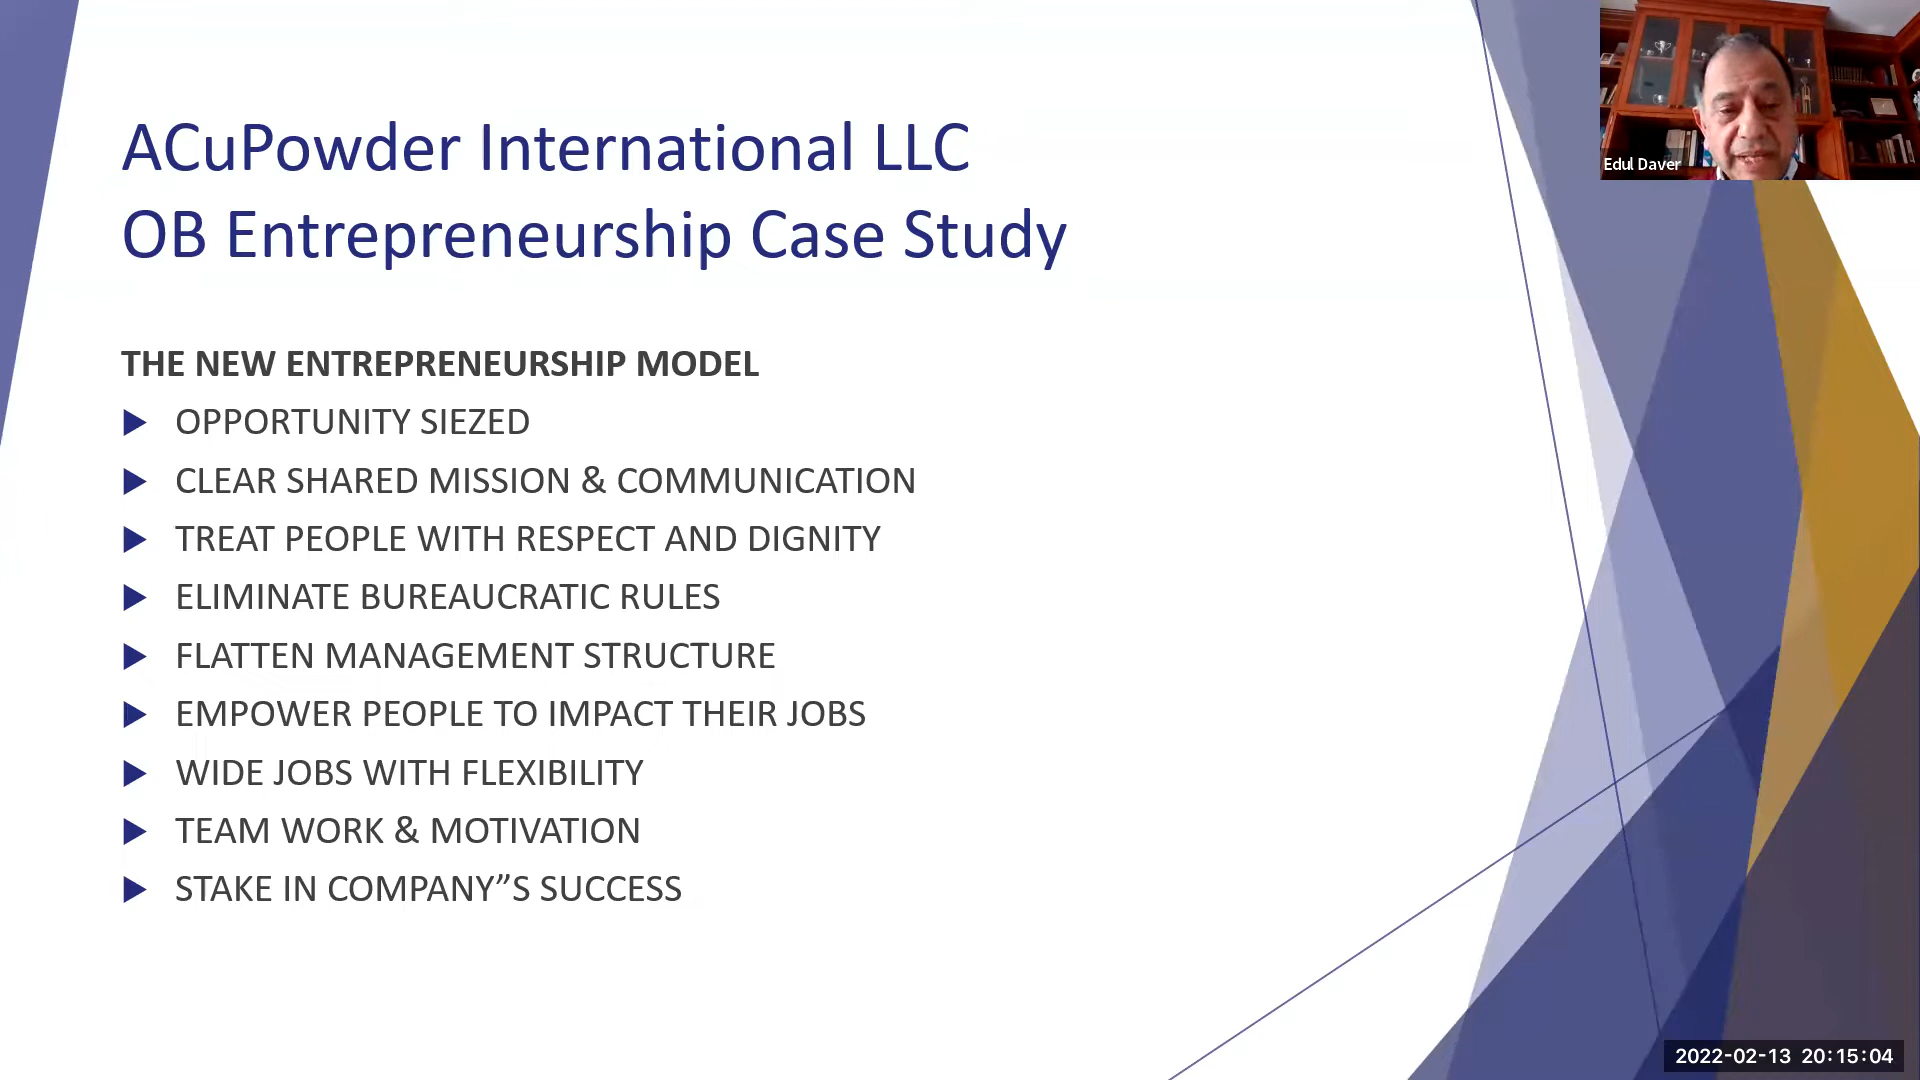 ACuPowder International LLC
OB Entrepreneurship Case Study
THE NEW ENTREPRENEURSHIP MODEL
OPPORTUNITY SIEZED
CLEAR SHARED MISSION & COMMUNICATION
TREAT PEOPLE WITH RESPECT AND DIGNITY
ELIMINATE BUREAUCRATIC RULES
FLATTEN MANAGEMENT STRUCTURE
EMPOWER PEOPLE TO IMPACT THEIR JOBS
WIDE JOBS WITH FLEXIBILITY
TEAM WORK & MOTIVATION
STAKE IN COMPANY”S SUCCESS
Edul Daver
2022-02-13 20:15:04